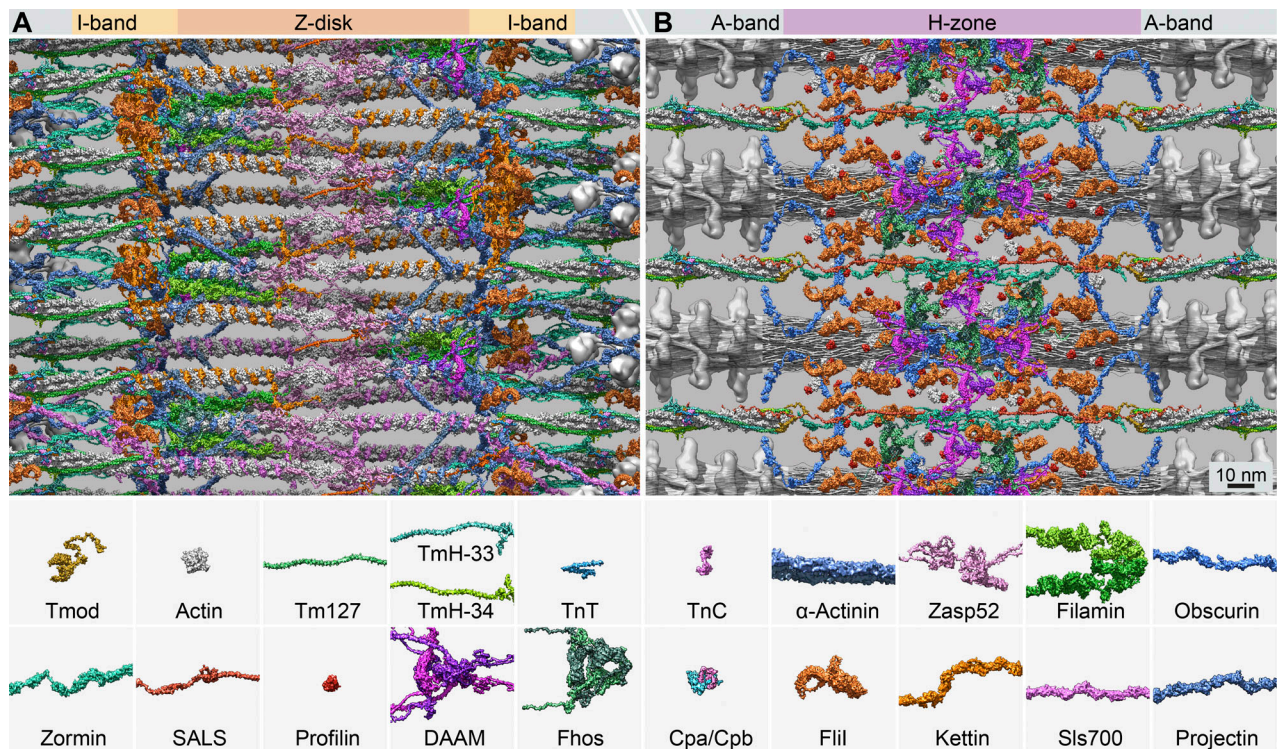 A I-band Z-disk I-band B A-band H-zone A-band
10 nm
TmH-33
Tmod Actin Tm127 TmH-34 TnT TnC α-Actinin Zasp52 Filamin Obscurin
Zormin SALS Profilin DAAM Fhos Cpa/Cpb FliI Kettin Sls700 Projectin